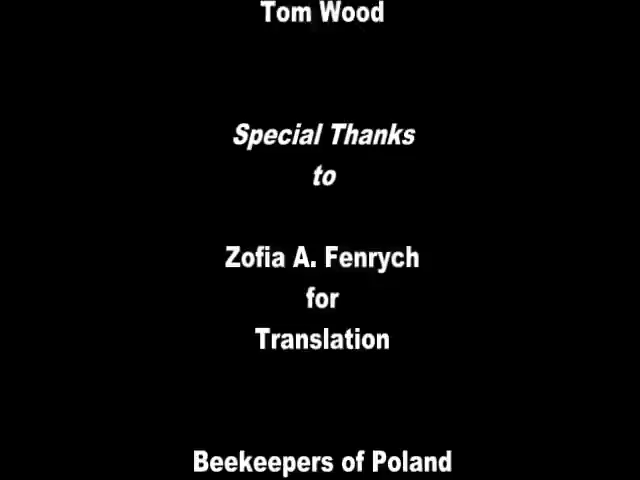 Tom Wood
Special Thanks
to
Zofia A. Fenrych
for
Translation
Beekeepers of Poland